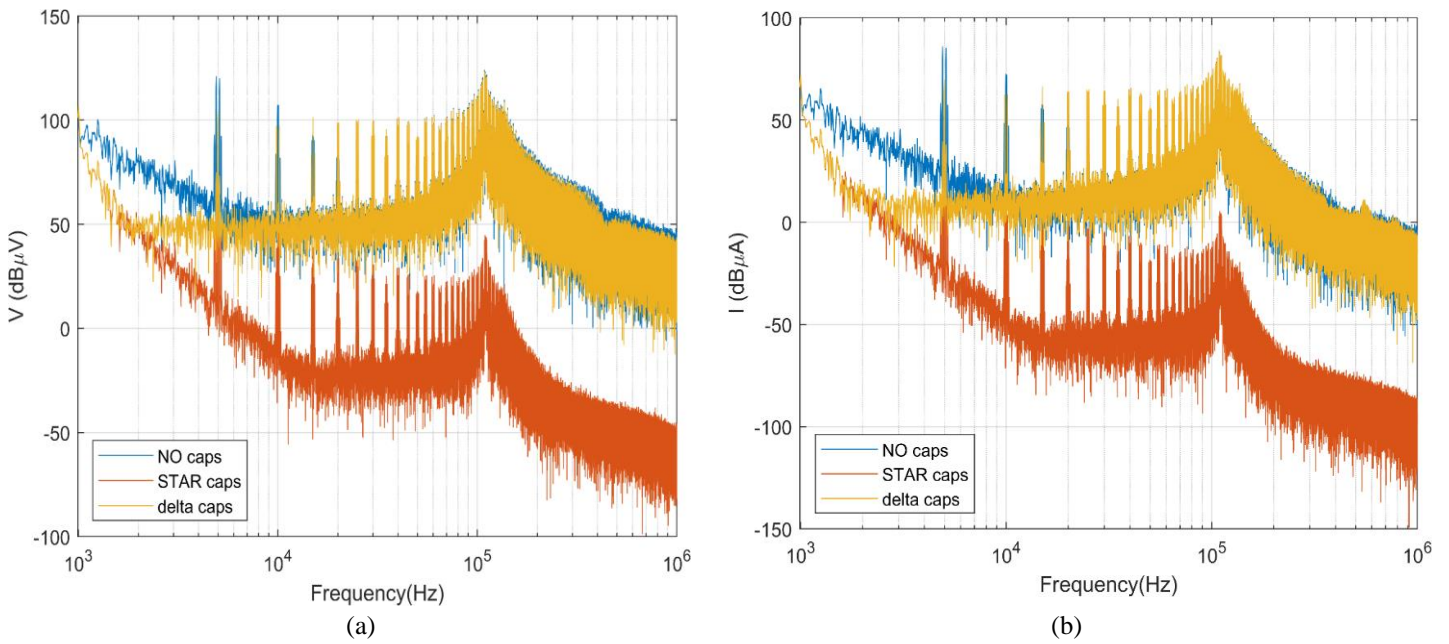 150
100
50
0
-50
-100
V (dBμV)
NO caps
STAR caps
delta caps
10³
10⁴
10⁵
10⁶
Frequency(Hz)
(a)
100
50
0
-50
-100
-150
I (dBμA)
NO caps
STAR caps
delta caps
10³
10⁴
10⁵
10⁶
Frequency(Hz)
(b)